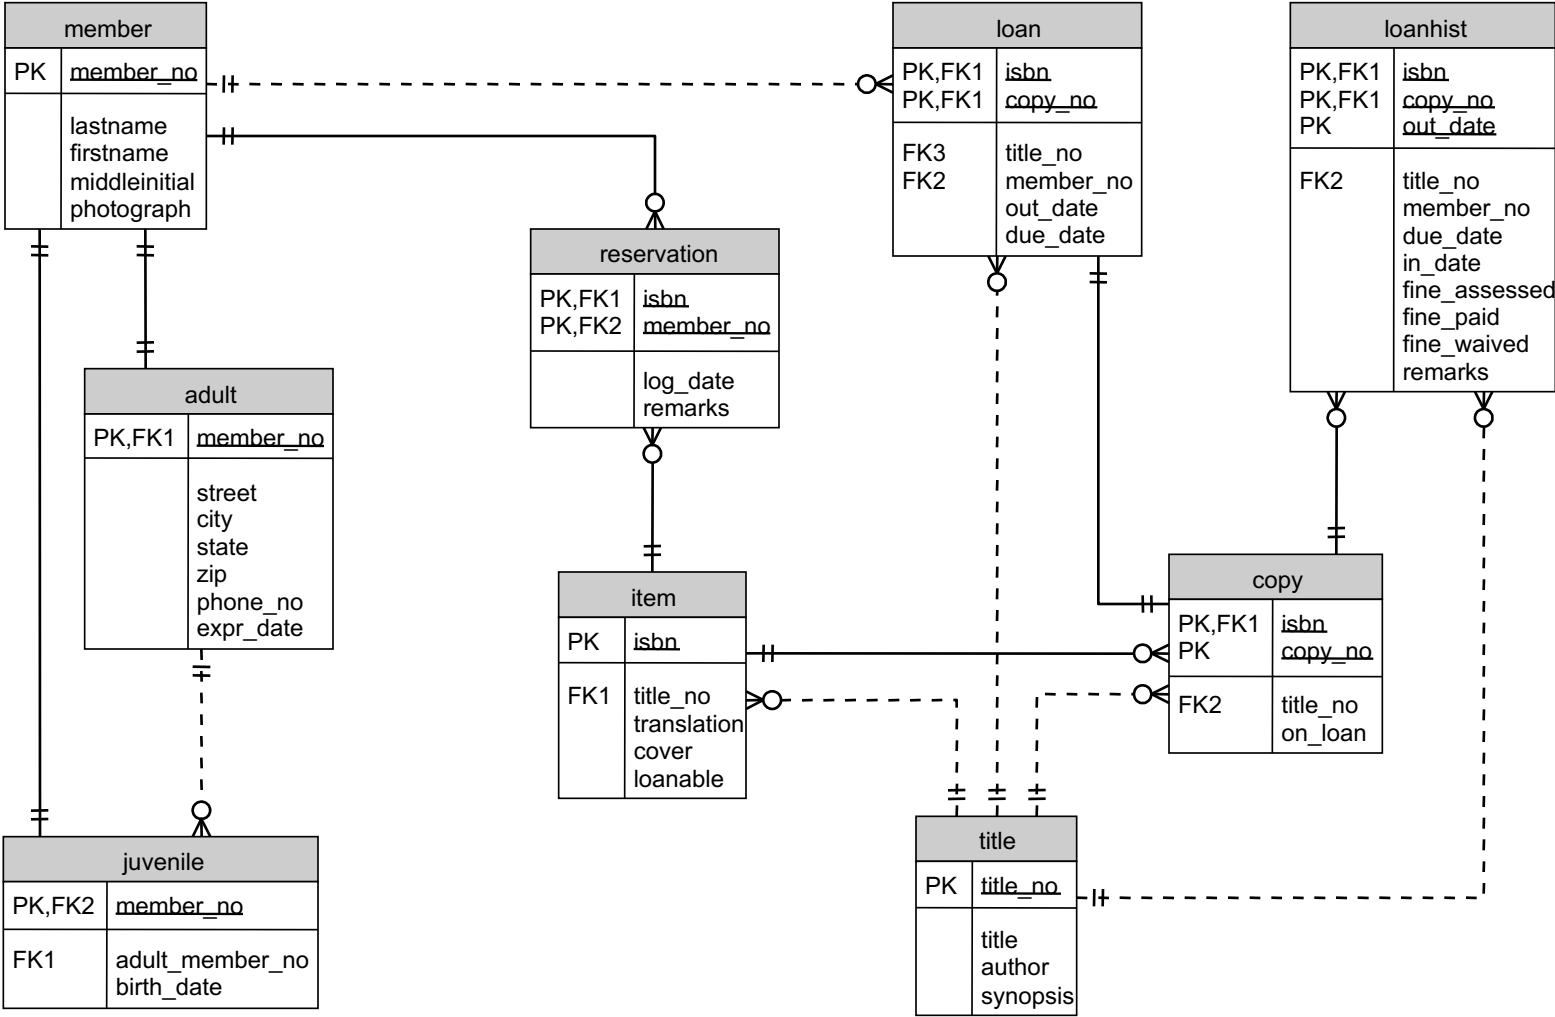 member
PK member_no
lastname
firstname
middleinitial
photograph
loan
PK,FK1 isbn
PK,FK1 copy_no
FK3 title_no
FK2 member_no
out_date
due_date
loanhist
PK,FK1 isbn
PK,FK1 copy_no
PK out_date
FK2 title_no
member_no
due_date
in_date
fine_assessed
fine_paid
fine_waived
remarks
reservation
PK,FK1 isbn
PK,FK2 member_no
log_date
remarks
adult
PK,FK1 member_no
street
city
state
zip
phone_no
expr_date
item
PK isbn
FK1 title_no
translation
cover
loanable
copy
PK,FK1 isbn
PK copy_no
FK2 title_no
on_loan
juvenile
PK,FK2 member_no
FK1 adult_member_no
birth_date
title
PK title_no
title
author
synopsis